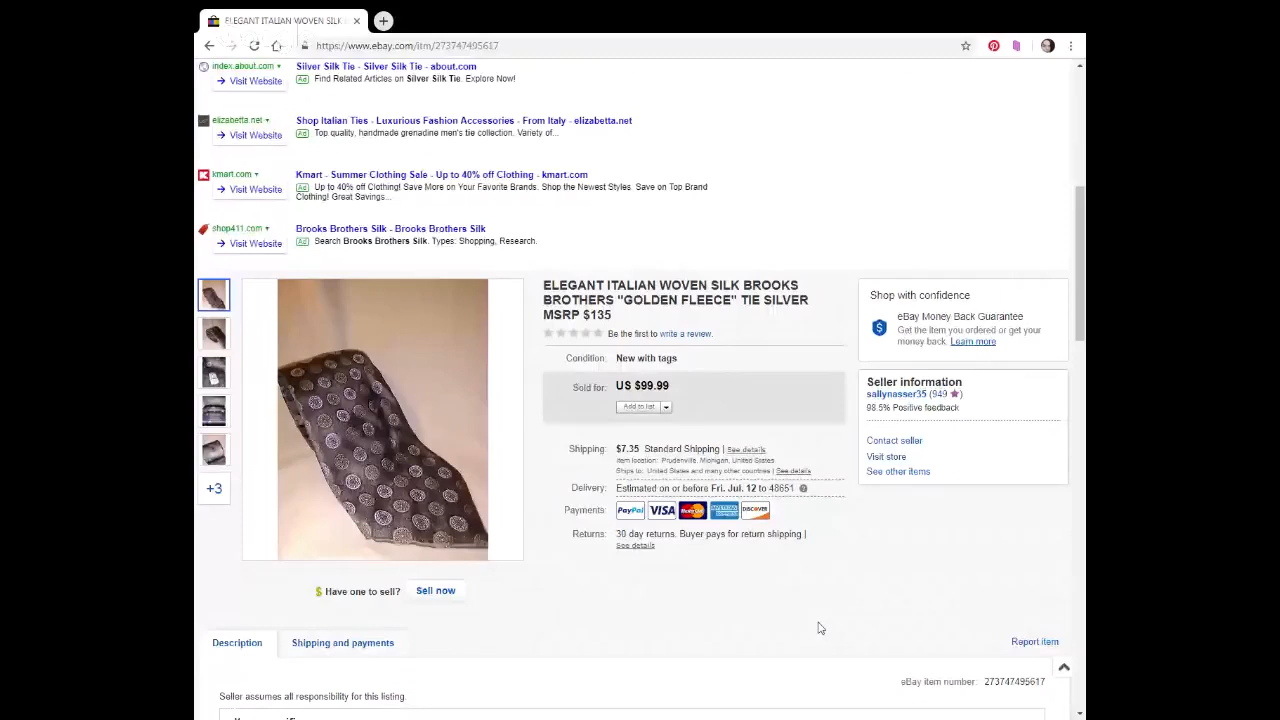 ELEGANT ITALIAN WOVEN SILK
https://www.ebay.com/itm/273747495617
index.about.com
Silver Silk Tie - Silver Silk Tie - about.com
Visit Website
Ad Find Related Articles on Silver Silk Tie. Explore Now!
elizabetta.net
Shop Italian Ties - Luxurious Fashion Accessories - From Italy - elizabetta.net
Visit Website
Ad Top quality, handmade grenadine men's tie collection. Variety of...
kmart.com
Kmart - Summer Clothing Sale - Up to 40% off Clothing - kmart.com
Visit Website
Ad Up to 40% off Clothing! Save More on Your Favorite Brands. Shop the Newest Styles. Save on Top Brand
Clothing! Great Savings...
shop411.com
Brooks Brothers Silk - Brooks Brothers Silk
Visit Website
Ad Search Brooks Brothers Silk. Types: Shopping, Research.
+3
ELEGANT ITALIAN WOVEN SILK BROOKS
BROTHERS "GOLDEN FLEECE" TIE SILVER
MSRP $135
Be the first to write a review.
Condition: New with tags
Sold for: US $99.99
Add to list
Shipping: $7.35 Standard Shipping | See details
Item location: Prudenville, Michigan, United States
Ships to: United States and many other countries | See details
Delivery: Estimated on or before Fri. Jul. 12 to 48651
Payments: PayPal VISA MasterCard AMERICAN EXPRESS DISCOVER
Returns: 30 day returns. Buyer pays for return shipping |
See details
Shop with confidence
eBay Money Back Guarantee
Get the item you ordered or get your
money back. Learn more
Seller information
sallynasser35 (949)
98.5% Positive feedback
Contact seller
Visit store
See other items
Have one to sell? Sell now
Description
Shipping and payments
Report item
eBay item number: 273747495617
Seller assumes all responsibility for this listing.